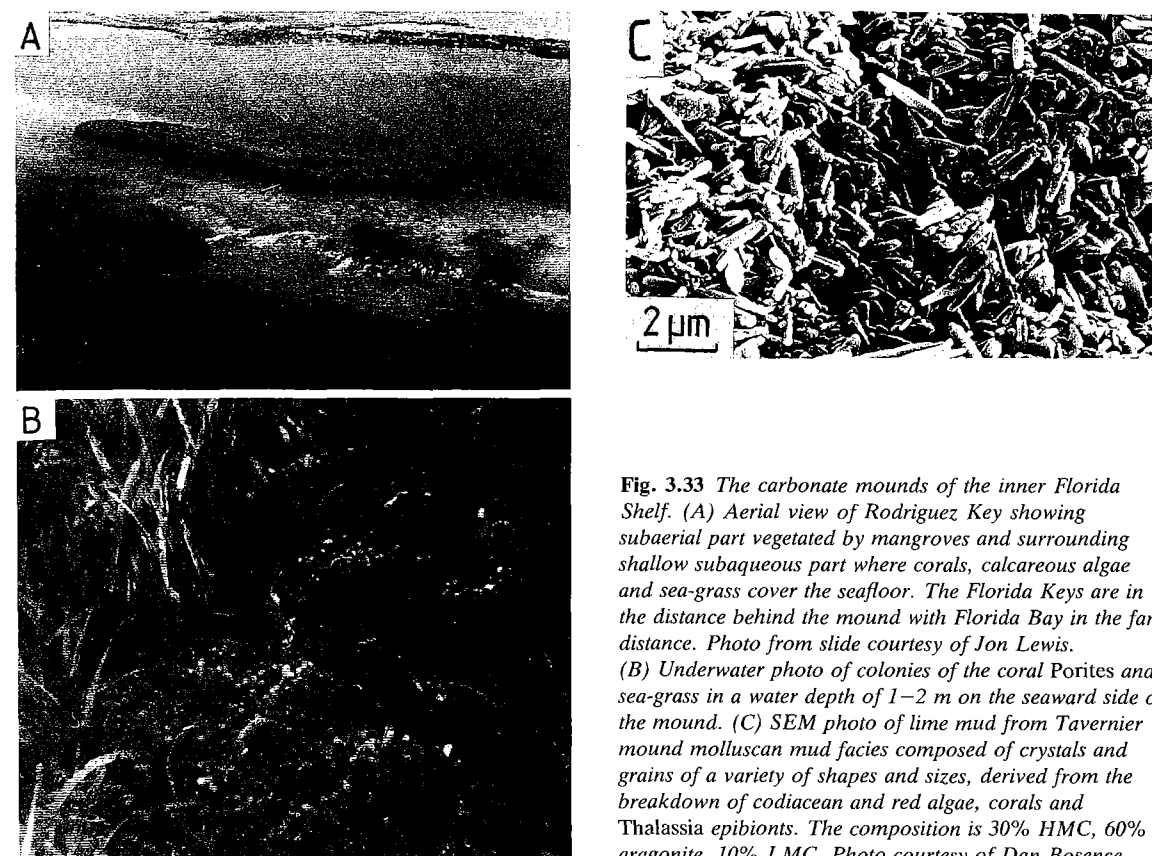 A
C
2 µm
B
Fig. 3.33 The carbonate mounds of the inner Florida
Shelf. (A) Aerial view of Rodriguez Key showing
subaerial part vegetated by mangroves and surrounding
shallow subaqueous part where corals, calcareous algae
and sea-grass cover the seafloor. The Florida Keys are in
the distance behind the mound with Florida Bay in the far
distance. Photo from slide courtesy of Jon Lewis.
(B) Underwater photo of colonies of the coral Porites and
sea-grass in a water depth of 1–2 m on the seaward side o
the mound. (C) SEM photo of lime mud from Tavernier
mound molluscan mud facies composed of crystals and
grains of a variety of shapes and sizes, derived from the
breakdown of codiacean and red algae, corals and
Thalassia epibionts. The composition is 30% HMC, 60%
aragonite, 10% LMC. Photo courtesy of Dan Bosence